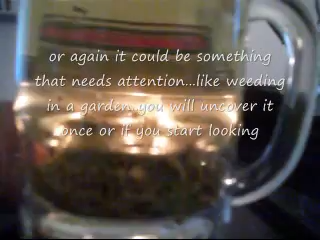 or again it could be something
that needs attention...like weeding
in a garden..you will uncover it
once or if you start looking